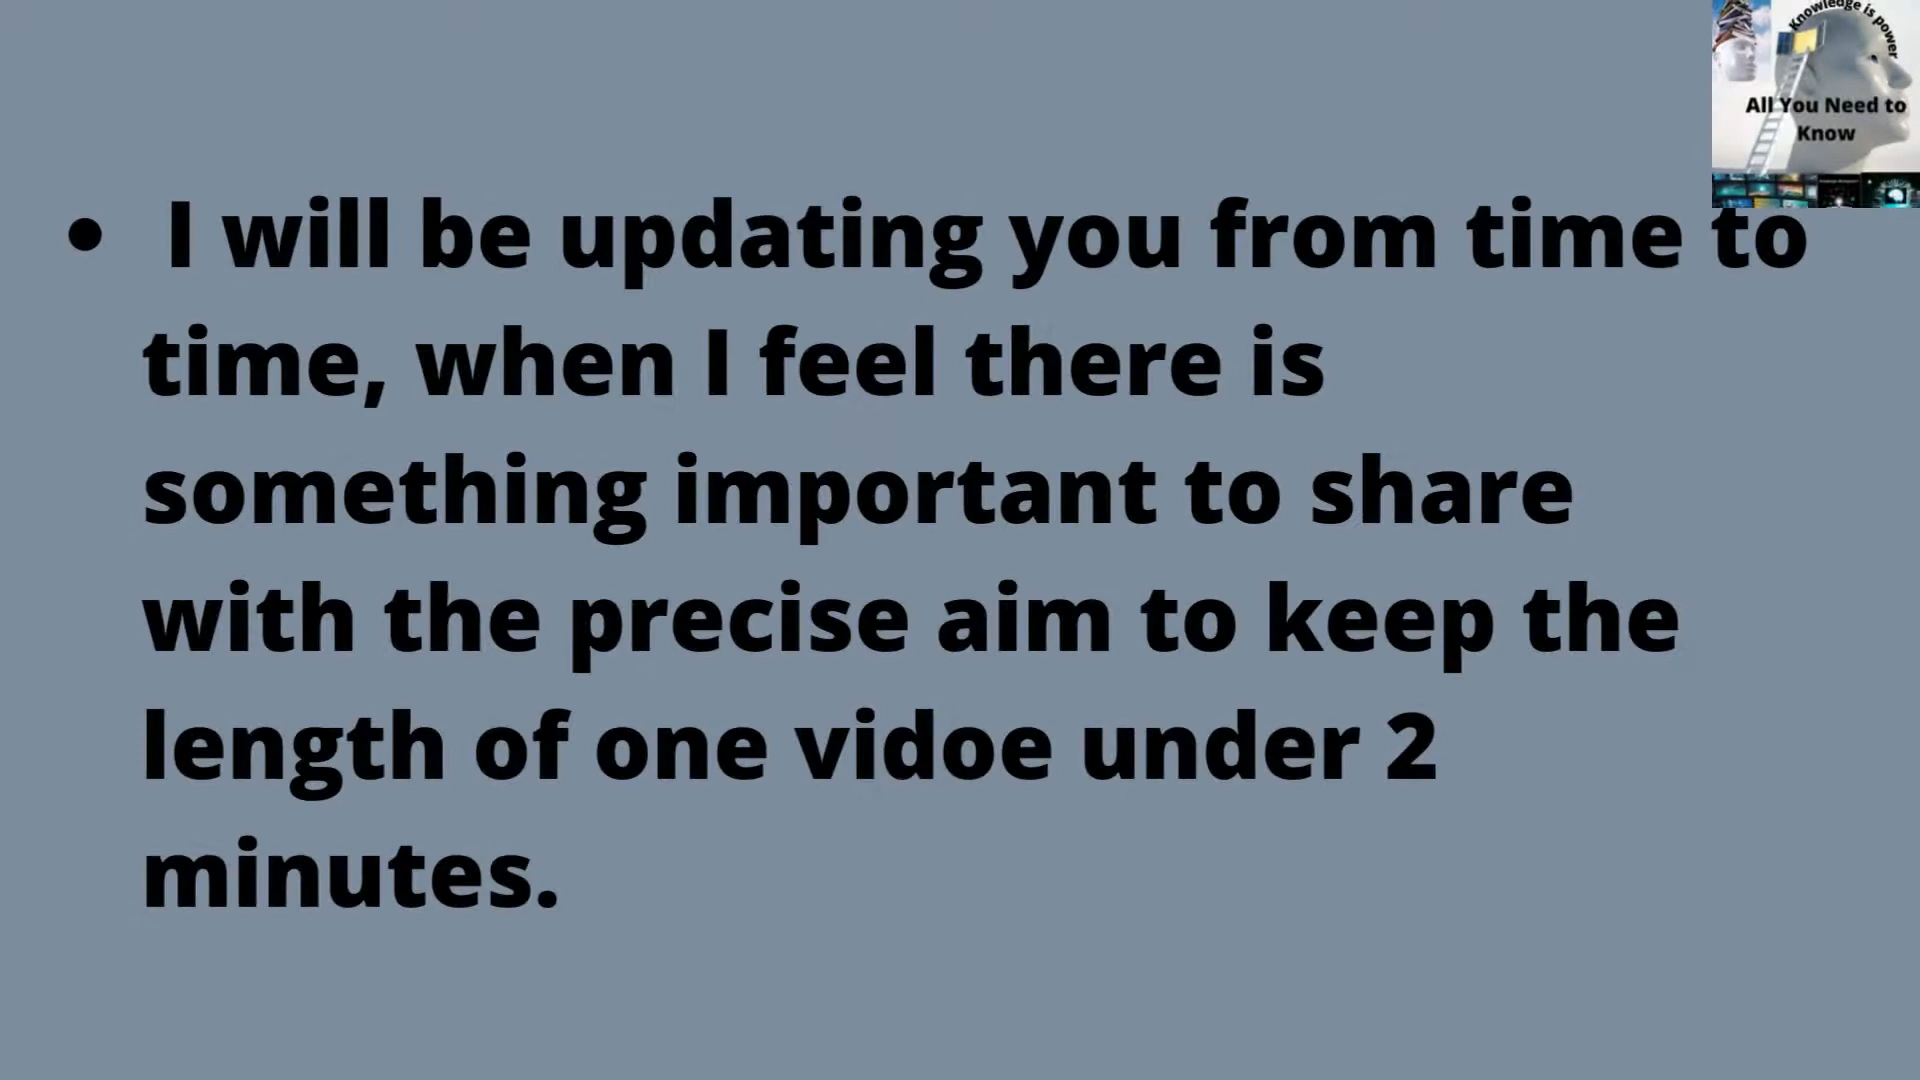 Knowledge is power
All You Need to
Know
• I will be updating you from time to
time, when I feel there is
something important to share
with the precise aim to keep the
length of one vidoe under 2
minutes.